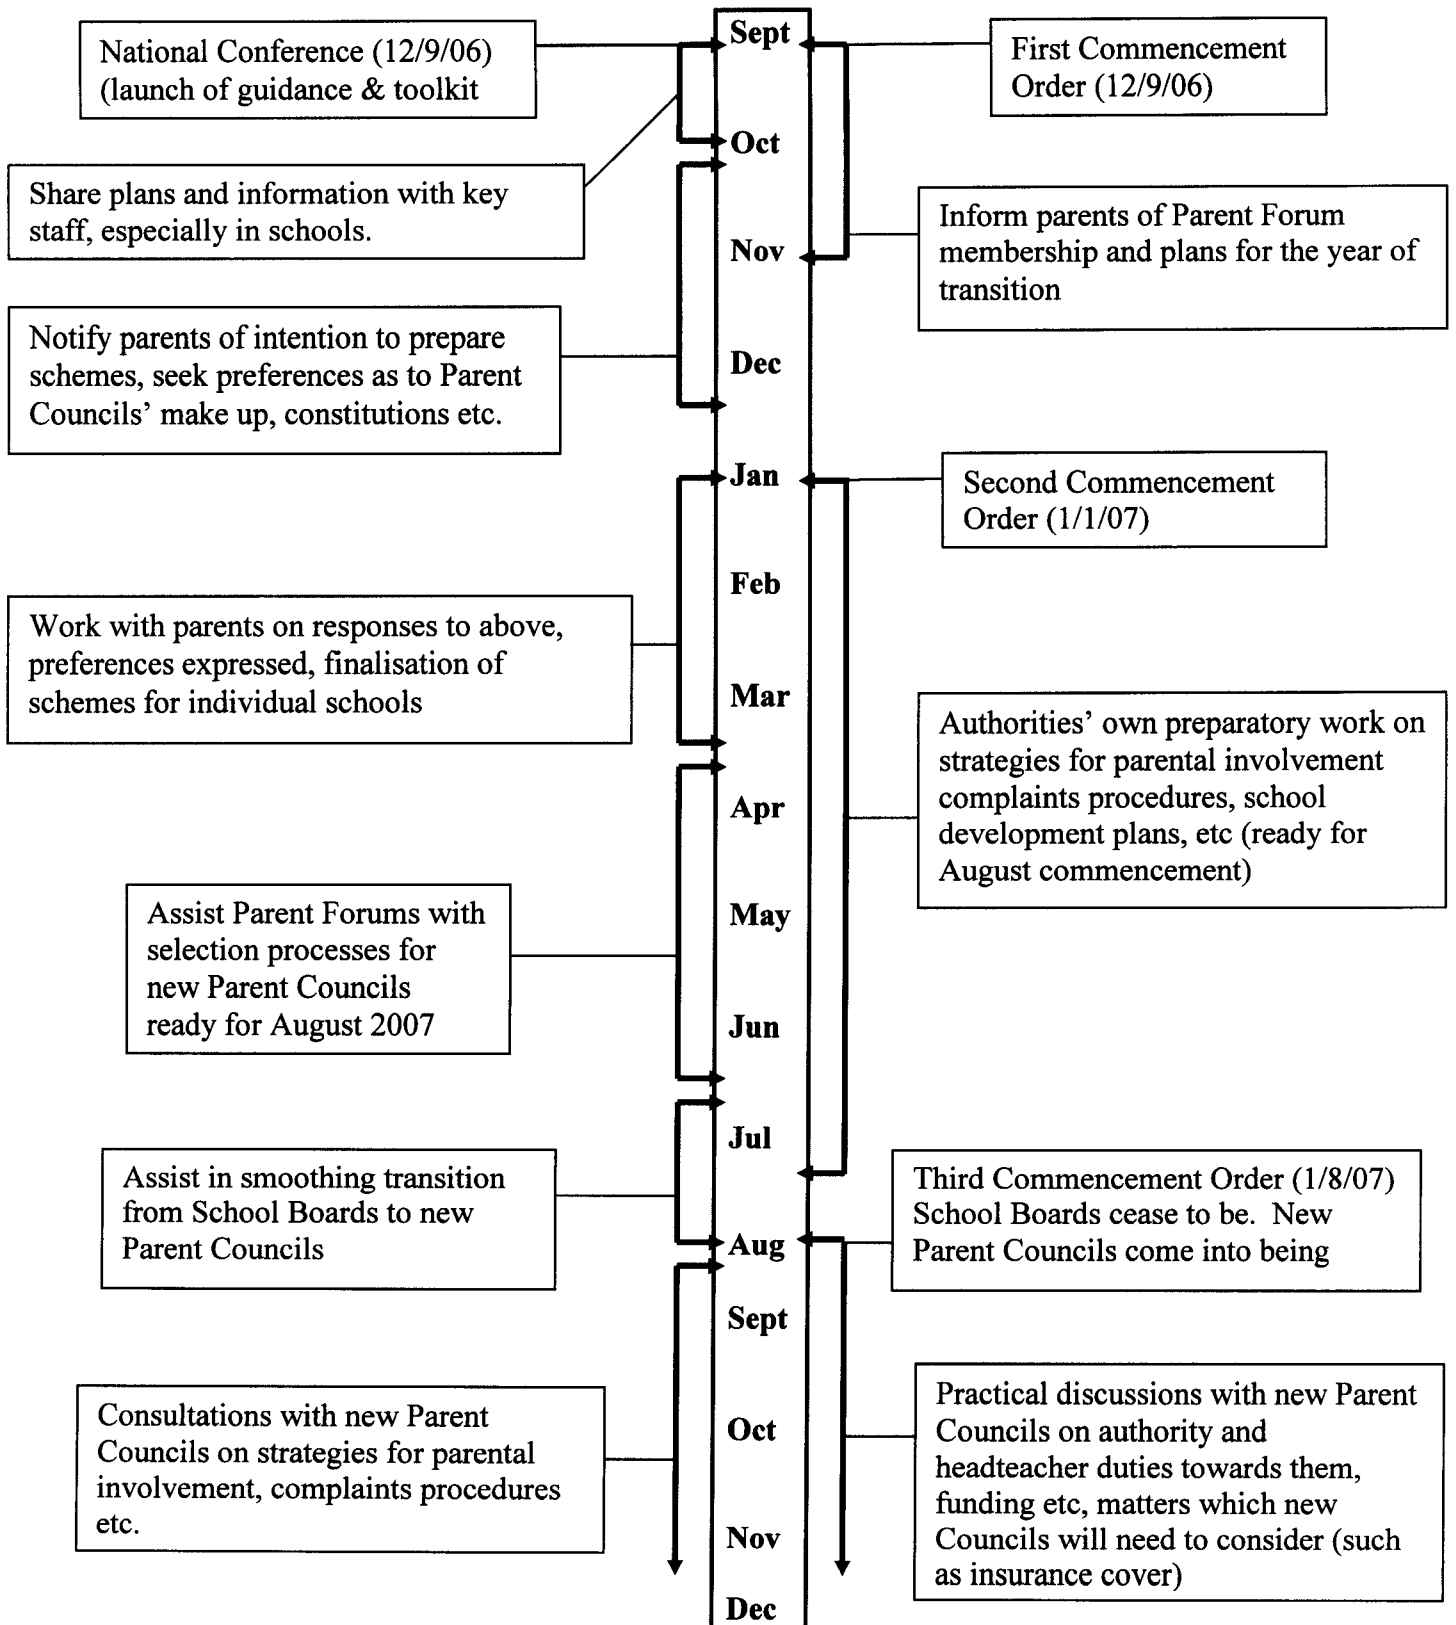 Sept
National Conference (12/9/06)
(launch of guidance & toolkit
First Commencement
Order (12/9/06)
Oct
Share plans and information with key
staff, especially in schools.
Inform parents of Parent Forum
membership and plans for the year of
transition
Nov
Notify parents of intention to prepare
schemes, seek preferences as to Parent
Councils’ make up, constitutions etc.
Dec
Jan
Second Commencement
Order (1/1/07)
Feb
Work with parents on responses to above,
preferences expressed, finalisation of
schemes for individual schools
Mar
Authorities’ own preparatory work on
strategies for parental involvement
complaints procedures, school
development plans, etc (ready for
August commencement)
Apr
Assist Parent Forums with
selection processes for
new Parent Councils
ready for August 2007
May
Jun
Jul
Assist in smoothing transition
from School Boards to new
Parent Councils
Third Commencement Order (1/8/07)
School Boards cease to be.  New
Parent Councils come into being
Aug
Sept
Consultations with new Parent
Councils on strategies for parental
involvement, complaints procedures
etc.
Oct
Practical discussions with new Parent
Councils on authority and
headteacher duties towards them,
funding etc, matters which new
Councils will need to consider (such
as insurance cover)
Nov
Dec